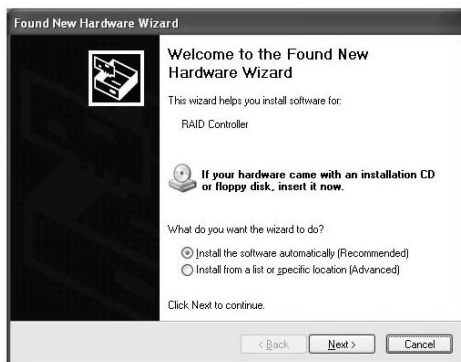 Found New Hardware Wizard
Welcome to the Found New
Hardware Wizard
This wizard helps you install software for:
RAID Controller
If your hardware came with an installation CD
or floppy disk, insert it now.
What do you want the wizard to do?
Install the software automatically (Recommended)
Install from a list or specific location (Advanced)
Click Next to continue.
< Back Next > Cancel